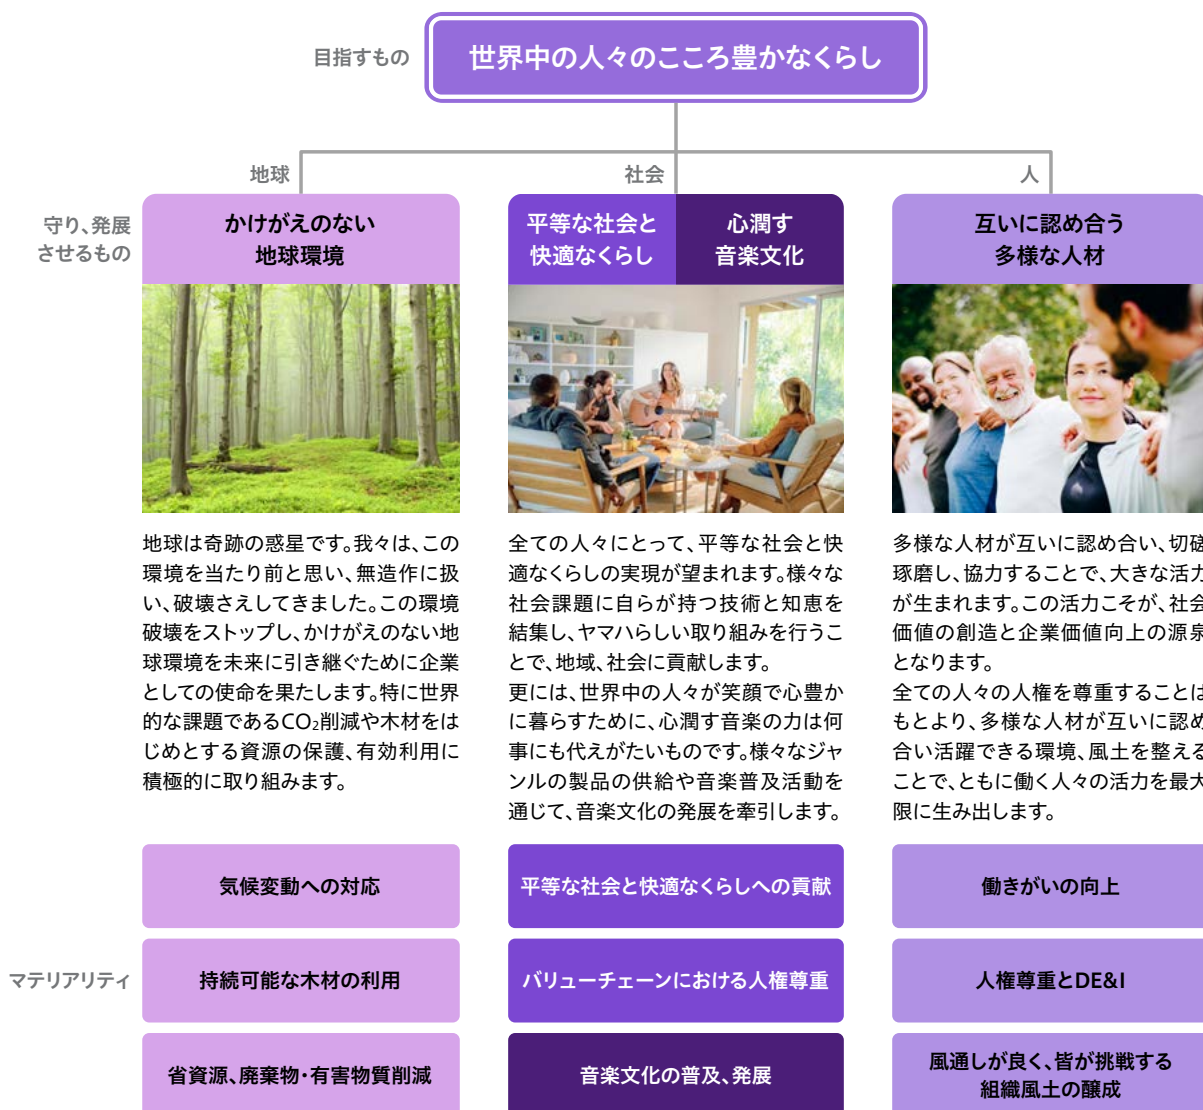 目指すもの
世界中の人々のこころ豊かなくらし
地球
社会
人
守り、発展
させるもの
かけがえのない
地球環境
平等な社会と
快適なくらし
心潤す
音楽文化
互いに認め合う
多様な人材
地球は奇跡の惑星です。我々は、この
環境を当たり前と思い、無造作に扱
い、破壊さえしてきました。この環境
破壊をストップし、かけがえのない地
球環境を未来に引き継ぐために企業
としての使命を果たします。特に世界
的な課題であるCO₂削減や木材をは
じめとする資源の保護、有効利用に
積極的に取り組みます。
全ての人々にとって、平等な社会と快
適なくらしの実現が望まれます。様々な
社会課題に自らが持つ技術と知恵を
結集し、ヤマハらしい取り組みを行うこ
とで、地域、社会に貢献します。
更には、世界中の人々が笑顔で心豊か
に暮らすために、心潤す音楽の力は何
事にも代えがたいものです。様々なジャ
ンルの製品の供給や音楽普及活動を
通じて、音楽文化の発展を牽引します。
多様な人材が互いに認め合い、切磋
琢磨し、協力することで、大きな活力
が生まれます。この活力こそが、社会
価値の創造と企業価値向上の源泉
となります。
全ての人々の人権を尊重することは
もとより、多様な人材が互いに認め
合い活躍できる環境、風土を整える
ことで、ともに働く人々の活力を最大
限に生み出します。
マテリアリティ
気候変動への対応
持続可能な木材の利用
省資源、廃棄物・有害物質削減
平等な社会と快適なくらしへの貢献
バリューチェーンにおける人権尊重
音楽文化の普及、発展
働きがいの向上
人権尊重とDE&I
風通しが良く、皆が挑戦する
組織風土の醸成